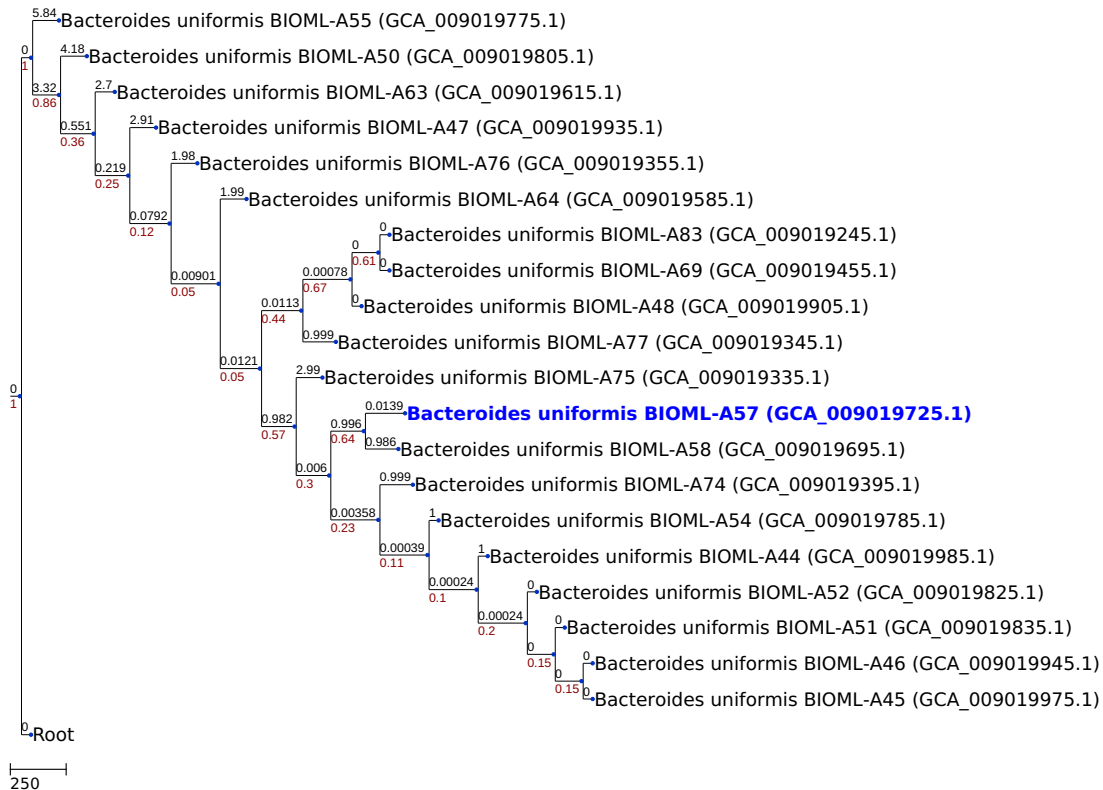 5.84 Bacteroides uniformis BIOML-A55 (GCA_009019775.1)
0
1
4.18 Bacteroides uniformis BIOML-A50 (GCA_009019805.1)
3.32
0.86
2.7 Bacteroides uniformis BIOML-A63 (GCA_009019615.1)
0.551
0.36
2.91 Bacteroides uniformis BIOML-A47 (GCA_009019935.1)
0.219
0.25
1.98 Bacteroides uniformis BIOML-A76 (GCA_009019355.1)
0.0792
0.12
1.99 Bacteroides uniformis BIOML-A64 (GCA_009019585.1)
0.00901
0.05
0 Bacteroides uniformis BIOML-A83 (GCA_009019245.1)
0
0.61
0 Bacteroides uniformis BIOML-A69 (GCA_009019455.1)
0.00078
0.67
0 Bacteroides uniformis BIOML-A48 (GCA_009019905.1)
0.0113
0.44
0.999 Bacteroides uniformis BIOML-A77 (GCA_009019345.1)
0.0121
0.05
2.99 Bacteroides uniformis BIOML-A75 (GCA_009019335.1)
0
1
0.0139 Bacteroides uniformis BIOML-A57 (GCA_009019725.1)
0.982
0.57
0.996
0.64
0.986 Bacteroides uniformis BIOML-A58 (GCA_009019695.1)
0.006
0.3
0.999 Bacteroides uniformis BIOML-A74 (GCA_009019395.1)
0.00358
0.23
1 Bacteroides uniformis BIOML-A54 (GCA_009019785.1)
0.00039
0.11
1 Bacteroides uniformis BIOML-A44 (GCA_009019985.1)
0.00024
0.1
0 Bacteroides uniformis BIOML-A52 (GCA_009019825.1)
0.00024
0.2
0 Bacteroides uniformis BIOML-A51 (GCA_009019835.1)
0
0.15
0 Bacteroides uniformis BIOML-A46 (GCA_009019945.1)
0
0.15
0 Bacteroides uniformis BIOML-A45 (GCA_009019975.1)
0 Root
250